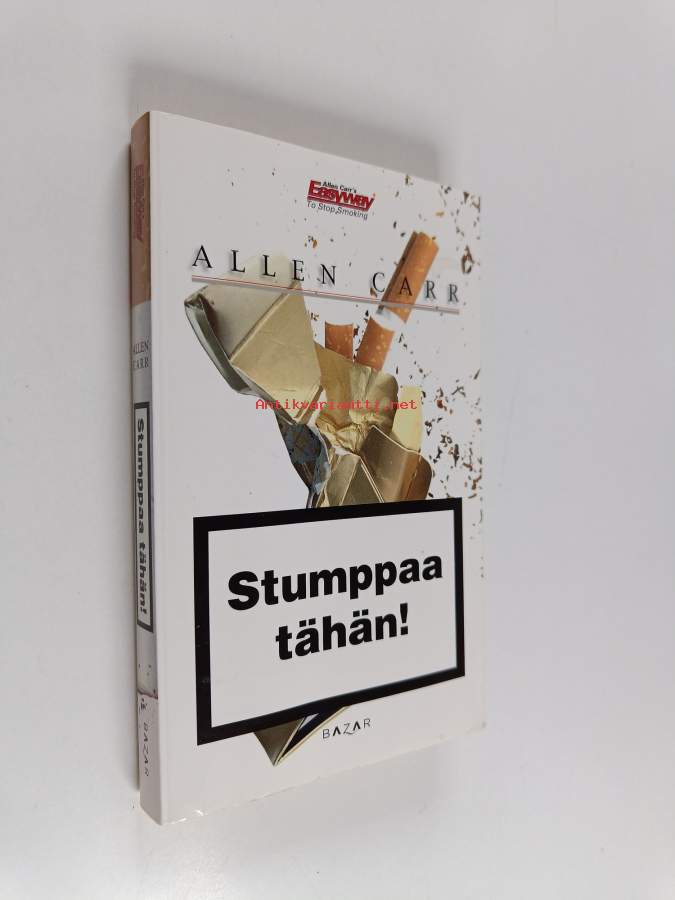 Allen Carr's
Easyway
To Stop Smoking
ALLEN CARR
Antikvariaatti.net
Stumppaa
tähän!
BAZAR
ALLEN
CARR
Stumppaa tähän!
BAZAR